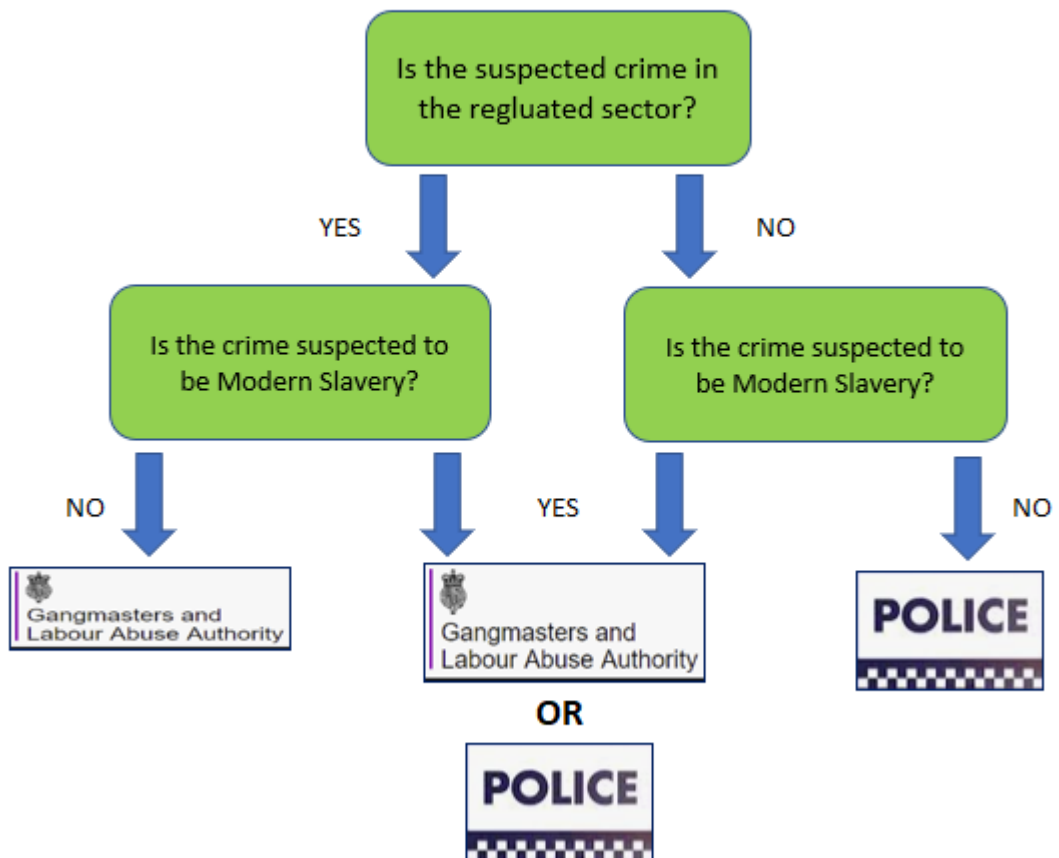 Is the suspected crime in
the regluated sector?
YES
NO
Is the crime suspected to
be Modern Slavery?
Is the crime suspected to
be Modern Slavery?
NO
YES
NO
Gangmasters and
Labour Abuse Authority
Gangmasters and
Labour Abuse Authority
POLICE
OR
POLICE